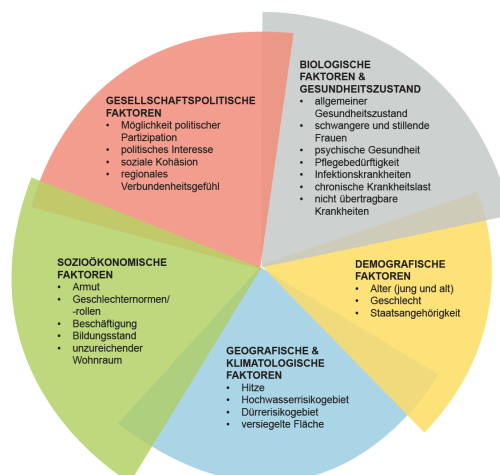 BIOLOGISCHE
FAKTOREN &
GESUNDHEITSZUSTAND
• allgemeiner
Gesundheitszustand
• schwangere und stillende
Frauen
• psychische Gesundheit
• Pflegebedürftigkeit
• Infektionskrankheiten
• chronische Krankheitslast
• nicht übertragbare
Krankheiten
GESELLSCHAFTSPOLITISCHE
FAKTOREN
• Möglichkeit politischer
Partizipation
• politisches Interesse
• soziale Kohäsion
• regionales
Verbundenheitsgefühl
SOZIOÖKONOMISCHE
FAKTOREN
• Armut
• Geschlechternormen/
-rollen
• Beschäftigung
• Bildungsstand
• unzureichender
Wohnraum
DEMOGRAFISCHE
FAKTOREN
• Alter (jung und alt)
• Geschlecht
• Staatsangehörigkeit
GEOGRAFISCHE &
KLIMATOLOGISCHE
FAKTOREN
• Hitze
• Hochwasserrisikogebiet
• Dürrerisikogebiet
• versiegelte Fläche